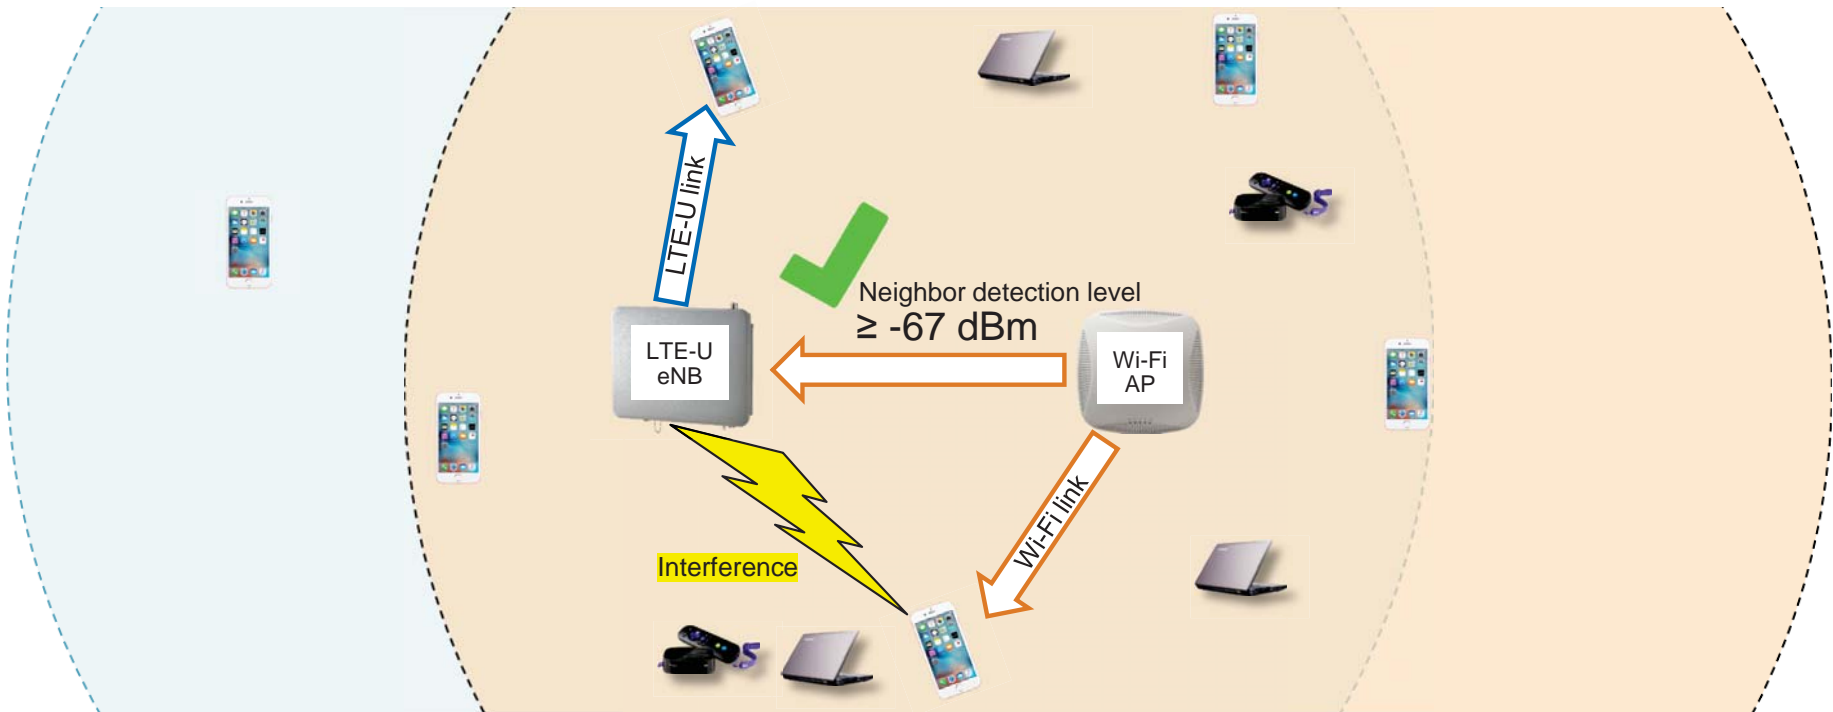 LTE-U link
Neighbor detection level
≥ -67 dBm
LTE-U
eNB
Wi-Fi
AP
Wi-Fi link
Interference